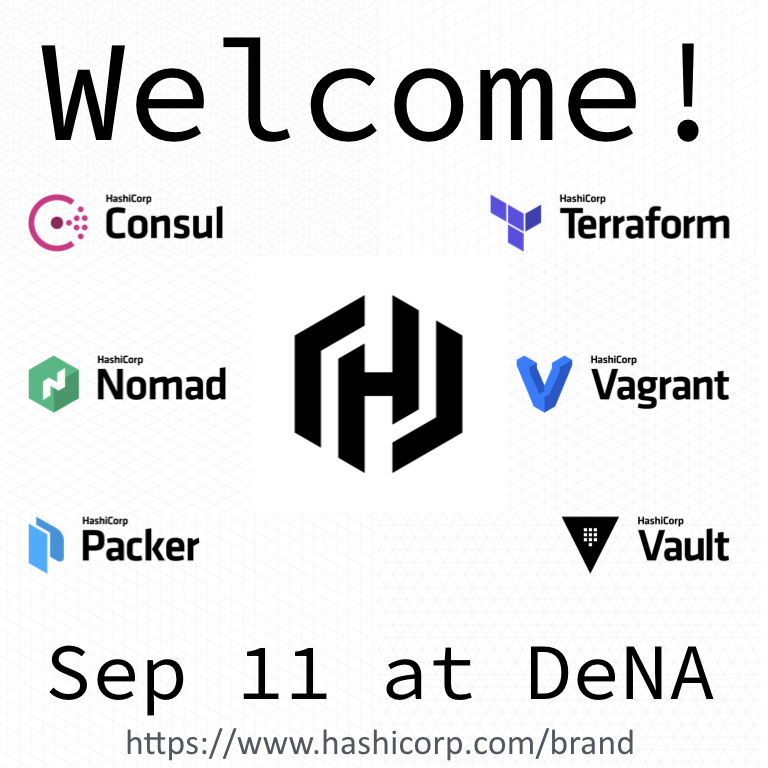 Welcome!
HashiCorp
Consul
HashiCorp
Terraform
HashiCorp
Nomad
HashiCorp
Vagrant
HashiCorp
Packer
HashiCorp
Vault
Sep 11 at DeNA
https://www.hashicorp.com/brand